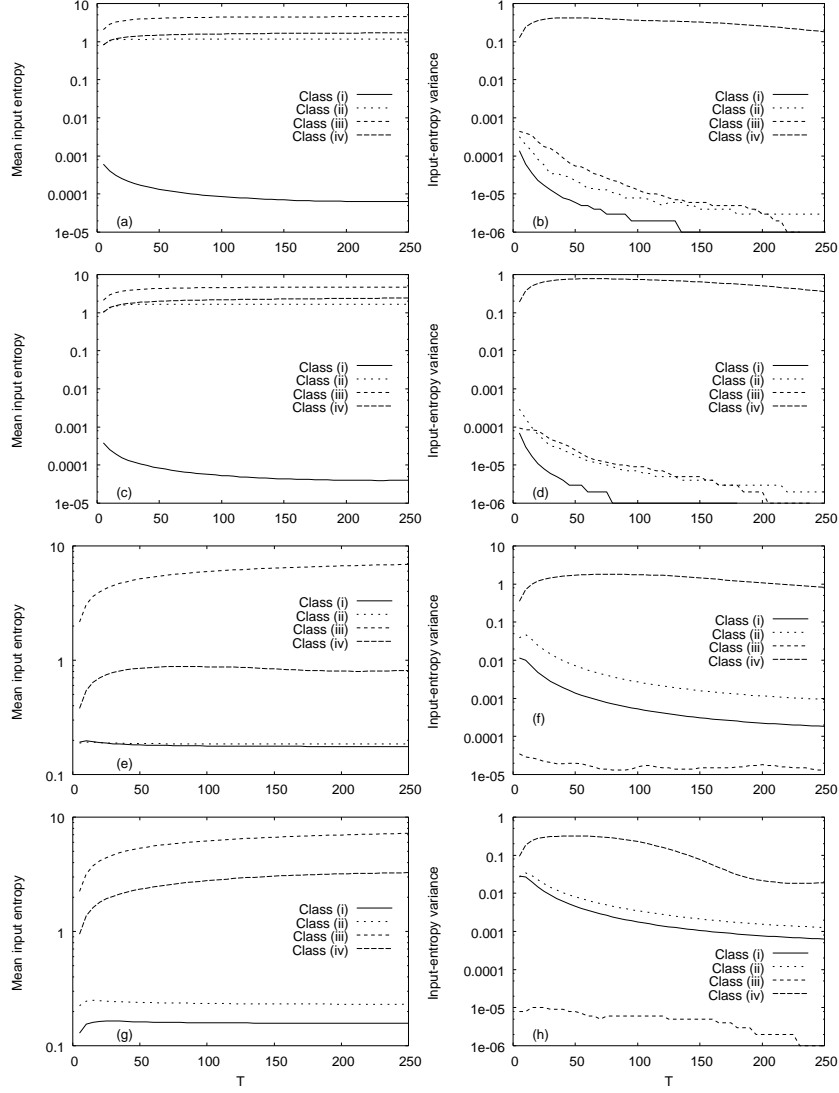 Mean input entropy
10
1
0.1
0.01
0.001
0.0001
1e-05
0 50 100 150 200 250
Class (i)
Class (ii)
Class (iii)
Class (iv)
(a)
Input-entropy variance
1
0.1
0.01
0.001
0.0001
1e-05
1e-06
0 50 100 150 200 250
Class (i)
Class (ii)
Class (iii)
Class (iv)
(b)
Mean input entropy
10
1
0.1
0.01
0.001
0.0001
1e-05
0 50 100 150 200 250
Class (i)
Class (ii)
Class (iii)
Class (iv)
(c)
Input-entropy variance
1
0.1
0.01
0.001
0.0001
1e-05
1e-06
0 50 100 150 200 250
Class (i)
Class (ii)
Class (iii)
Class (iv)
(d)
Mean input entropy
10
1
0.1
0 50 100 150 200 250
Class (i)
Class (ii)
Class (iii)
Class (iv)
(e)
Input-entropy variance
10
1
0.1
0.01
0.001
0.0001
1e-05
0 50 100 150 200 250
Class (i)
Class (ii)
Class (iii)
Class (iv)
(f)
Mean input entropy
10
1
0.1
0 50 100 150 200 250
T
Class (i)
Class (ii)
Class (iii)
Class (iv)
(g)
Input-entropy variance
1
0.1
0.01
0.001
0.0001
1e-05
1e-06
0 50 100 150 200 250
T
Class (i)
Class (ii)
Class (iii)
Class (iv)
(h)